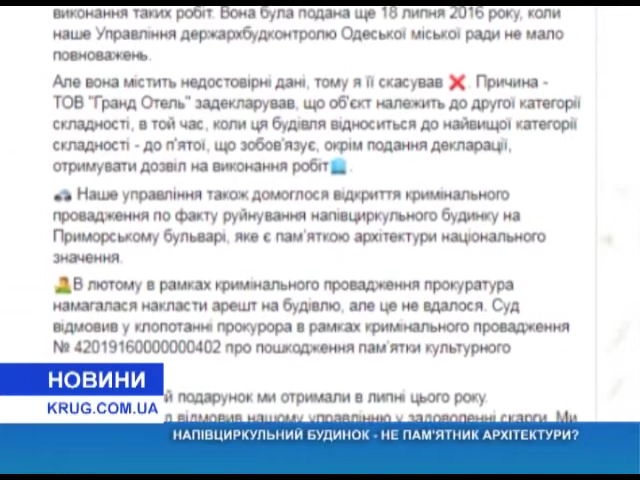 виконання таких робіт. Вона була подана ще 18 липня 2016 року, коли
наше Управління держархбудконтролю Одеської міської ради не мало
повноважень.
Але вона містить недостовірні дані, тому я її скасував ❌. Причина -
ТОВ "Гранд Отель" задекларував, що об'єкт належить до другої категорії
складності, в той час, коли ця будівля відноситься до найвищої категорії
складності - до п'ятої, що зобов'язує, окрім подання декларації,
отримувати дозвіл на виконання робіт.
Наше управління також домоглося відкриття кримінального
провадження по факту руйнування напівциркульного будинку на
Приморському бульварі, яке є пам'яткою архітектури національного
значення.
В лютому в рамках кримінального провадження прокуратура
намагалася накласти арешт на будівлю, але це не вдалося. Суд
відмовив у клопотанні прокурора в рамках кримінального провадження
№ 42019160000000402 про пошкодження пам'ятки культурного
подарунок ми отримали в липні цього року.
відмовив нашому управлінню у задоволенні скарги. Ми
НОВИНИ
KRUG.COM.UA
НАПІВЦИРКУЛЬНИЙ БУДИНОК - НЕ ПАМ'ЯТНИК АРХІТЕКТУРИ?